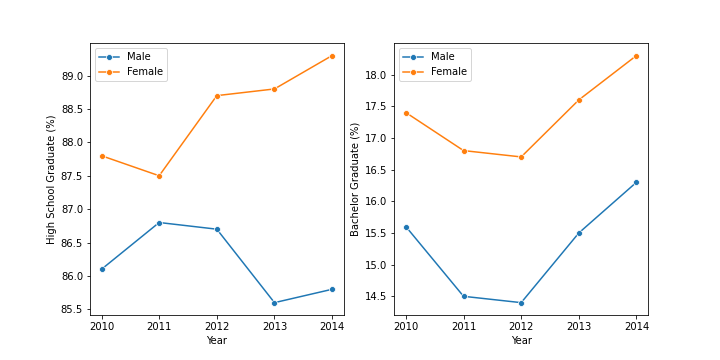 Male
Female
High School Graduate (%)
89.0
88.5
88.0
87.5
87.0
86.5
86.0
85.5
2010 2011 2012 2013 2014
Year
Male
Female
Bachelor Graduate (%)
18.0
17.5
17.0
16.5
16.0
15.5
15.0
14.5
2010 2011 2012 2013 2014
Year